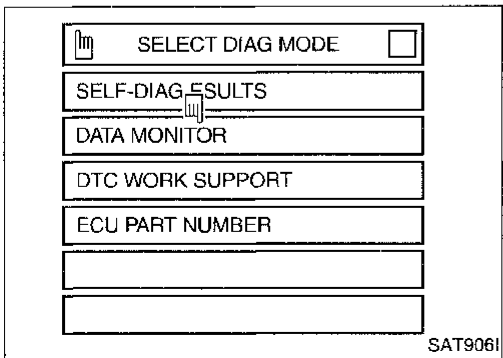 SELECT DIAG MODE
SELF-DIAG ESULTS
DATA MONITOR
DTC WORK SUPPORT
ECU PART NUMBER
SAT906I